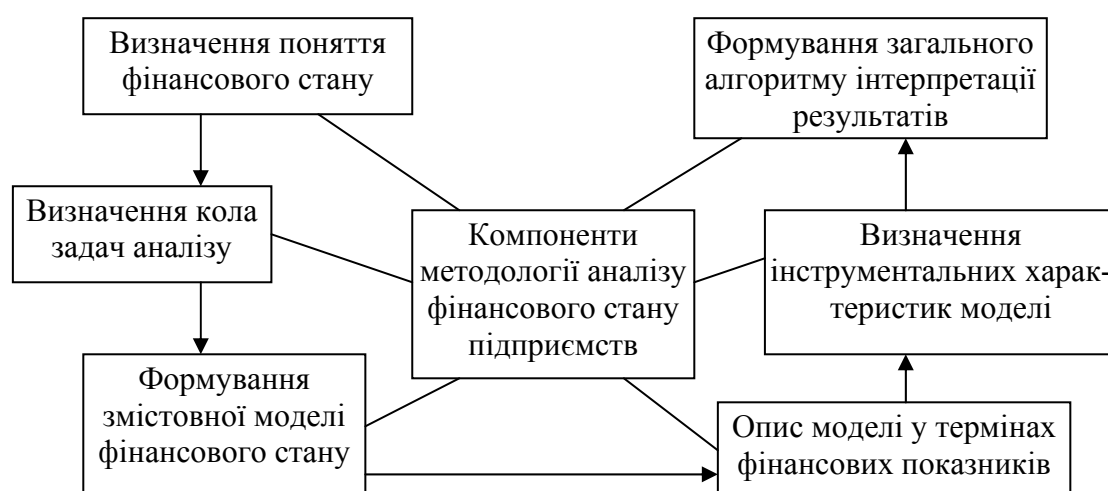 Визначення поняття
фінансового стану
Формування загального
алгоритму інтерпретації
результатів
Визначення кола
задач аналізу
Компоненти
методології аналізу
фінансового стану
підприємств
Визначення
інструментальних харак-
теристик моделі
Формування
змістовної моделі
фінансового стану
Опис моделі у термінах
фінансових показників